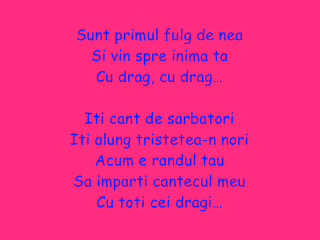 Sunt primul fulg de nea
Si vin spre inima ta
Cu drag, cu drag...
Iti cant de sarbatori
Iti alung tristetea-n nori
Acum e randul tau
Sa imparti cantecul meu
Cu toti cei dragi...